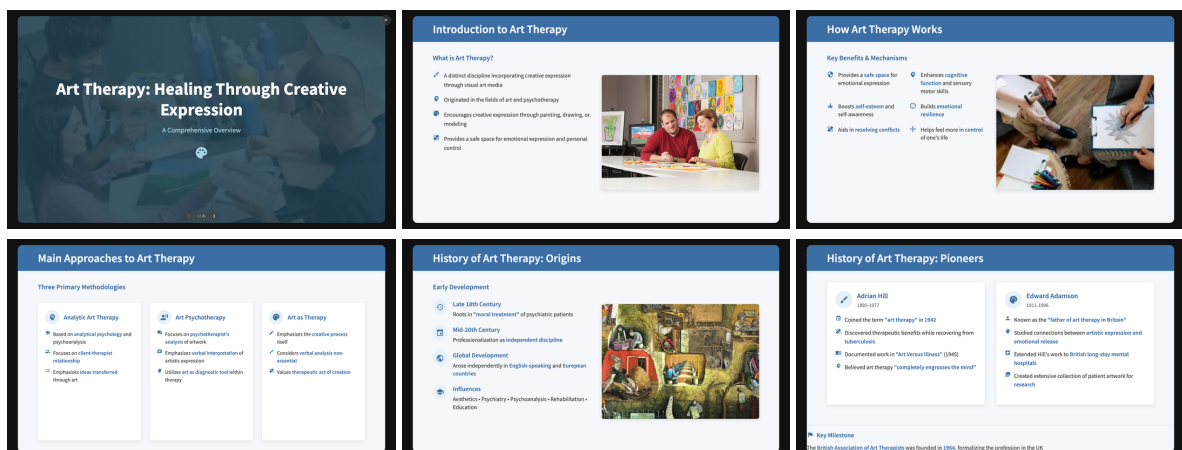 Art Therapy: Healing Through Creative
Expression
A Comprehensive Overview
Introduction to Art Therapy
What is Art Therapy?
A distinct discipline incorporating creative expression
through visual art media
Originated in the fields of art and psychotherapy
Encourages creative expression through painting, drawing, or
modeling
Provides a safe space for emotional expression and personal
control
How Art Therapy Works
Key Benefits & Mechanisms
Provides a safe space for
emotional expression
Enhances cognitive
function and sensory
motor skills
Boosts self-esteem and
self-awareness
Builds emotional
resilience
Aids in resolving conflicts
Helps feel more in control
of one's life
Main Approaches to Art Therapy
Three Primary Methodologies
Analytic Art Therapy
Based on analytical psychology and
psychoanalysis
Focuses on client-therapist
relationship
Emphasizes ideas transferred
through art
Art Psychotherapy
Focuses on psychotherapist's
analysis of artwork
Emphasizes verbal interpretation of
artistic expression
Utilizes art as diagnostic tool within
therapy
Art as Therapy
Emphasizes the creative process
itself
Considers verbal analysis non-
essential
Values therapeutic act of creation
History of Art Therapy: Origins
Early Development
Late 18th Century
Roots in "moral treatment" of psychiatric patients
Mid-20th Century
Professionalization as independent discipline
Global Development
Arose independently in English-speaking and European
countries
Influences
Aesthetics • Psychiatry • Psychoanalysis • Rehabilitation •
Education
History of Art Therapy: Pioneers
Adrian Hill
1895-1977
Coined the term "art therapy" in 1942
Discovered therapeutic benefits while recovering from
tuberculosis
Documented work in "Art Versus Illness" (1945)
Believed art therapy "completely engrosses the mind"
Edward Adamson
1911-1996
Known as the "father of art therapy in Britain"
Studied connections between artistic expression and
emotional release
Extended Hill's work to British long-stay mental
hospitals
Created extensive collection of patient artwork for
research
Key Milestone
The British Association of Art Therapists was founded in 1964, formalizing the profession in the UK